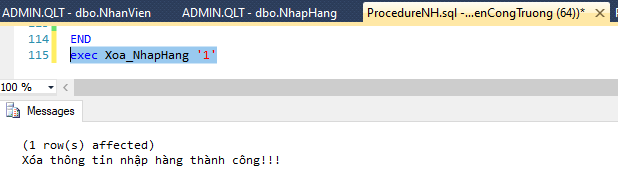 ADMIN.QLT - dbo.NhanVien ADMIN.QLT - dbo.NhapHang ProcedureNH.sql -...enCongTruong (64))*
114 END
115 exec Xoa_NhapHang '1'
100 %
Messages
(1 row(s) affected)
Xóa thông tin nhập hàng thành công!!!